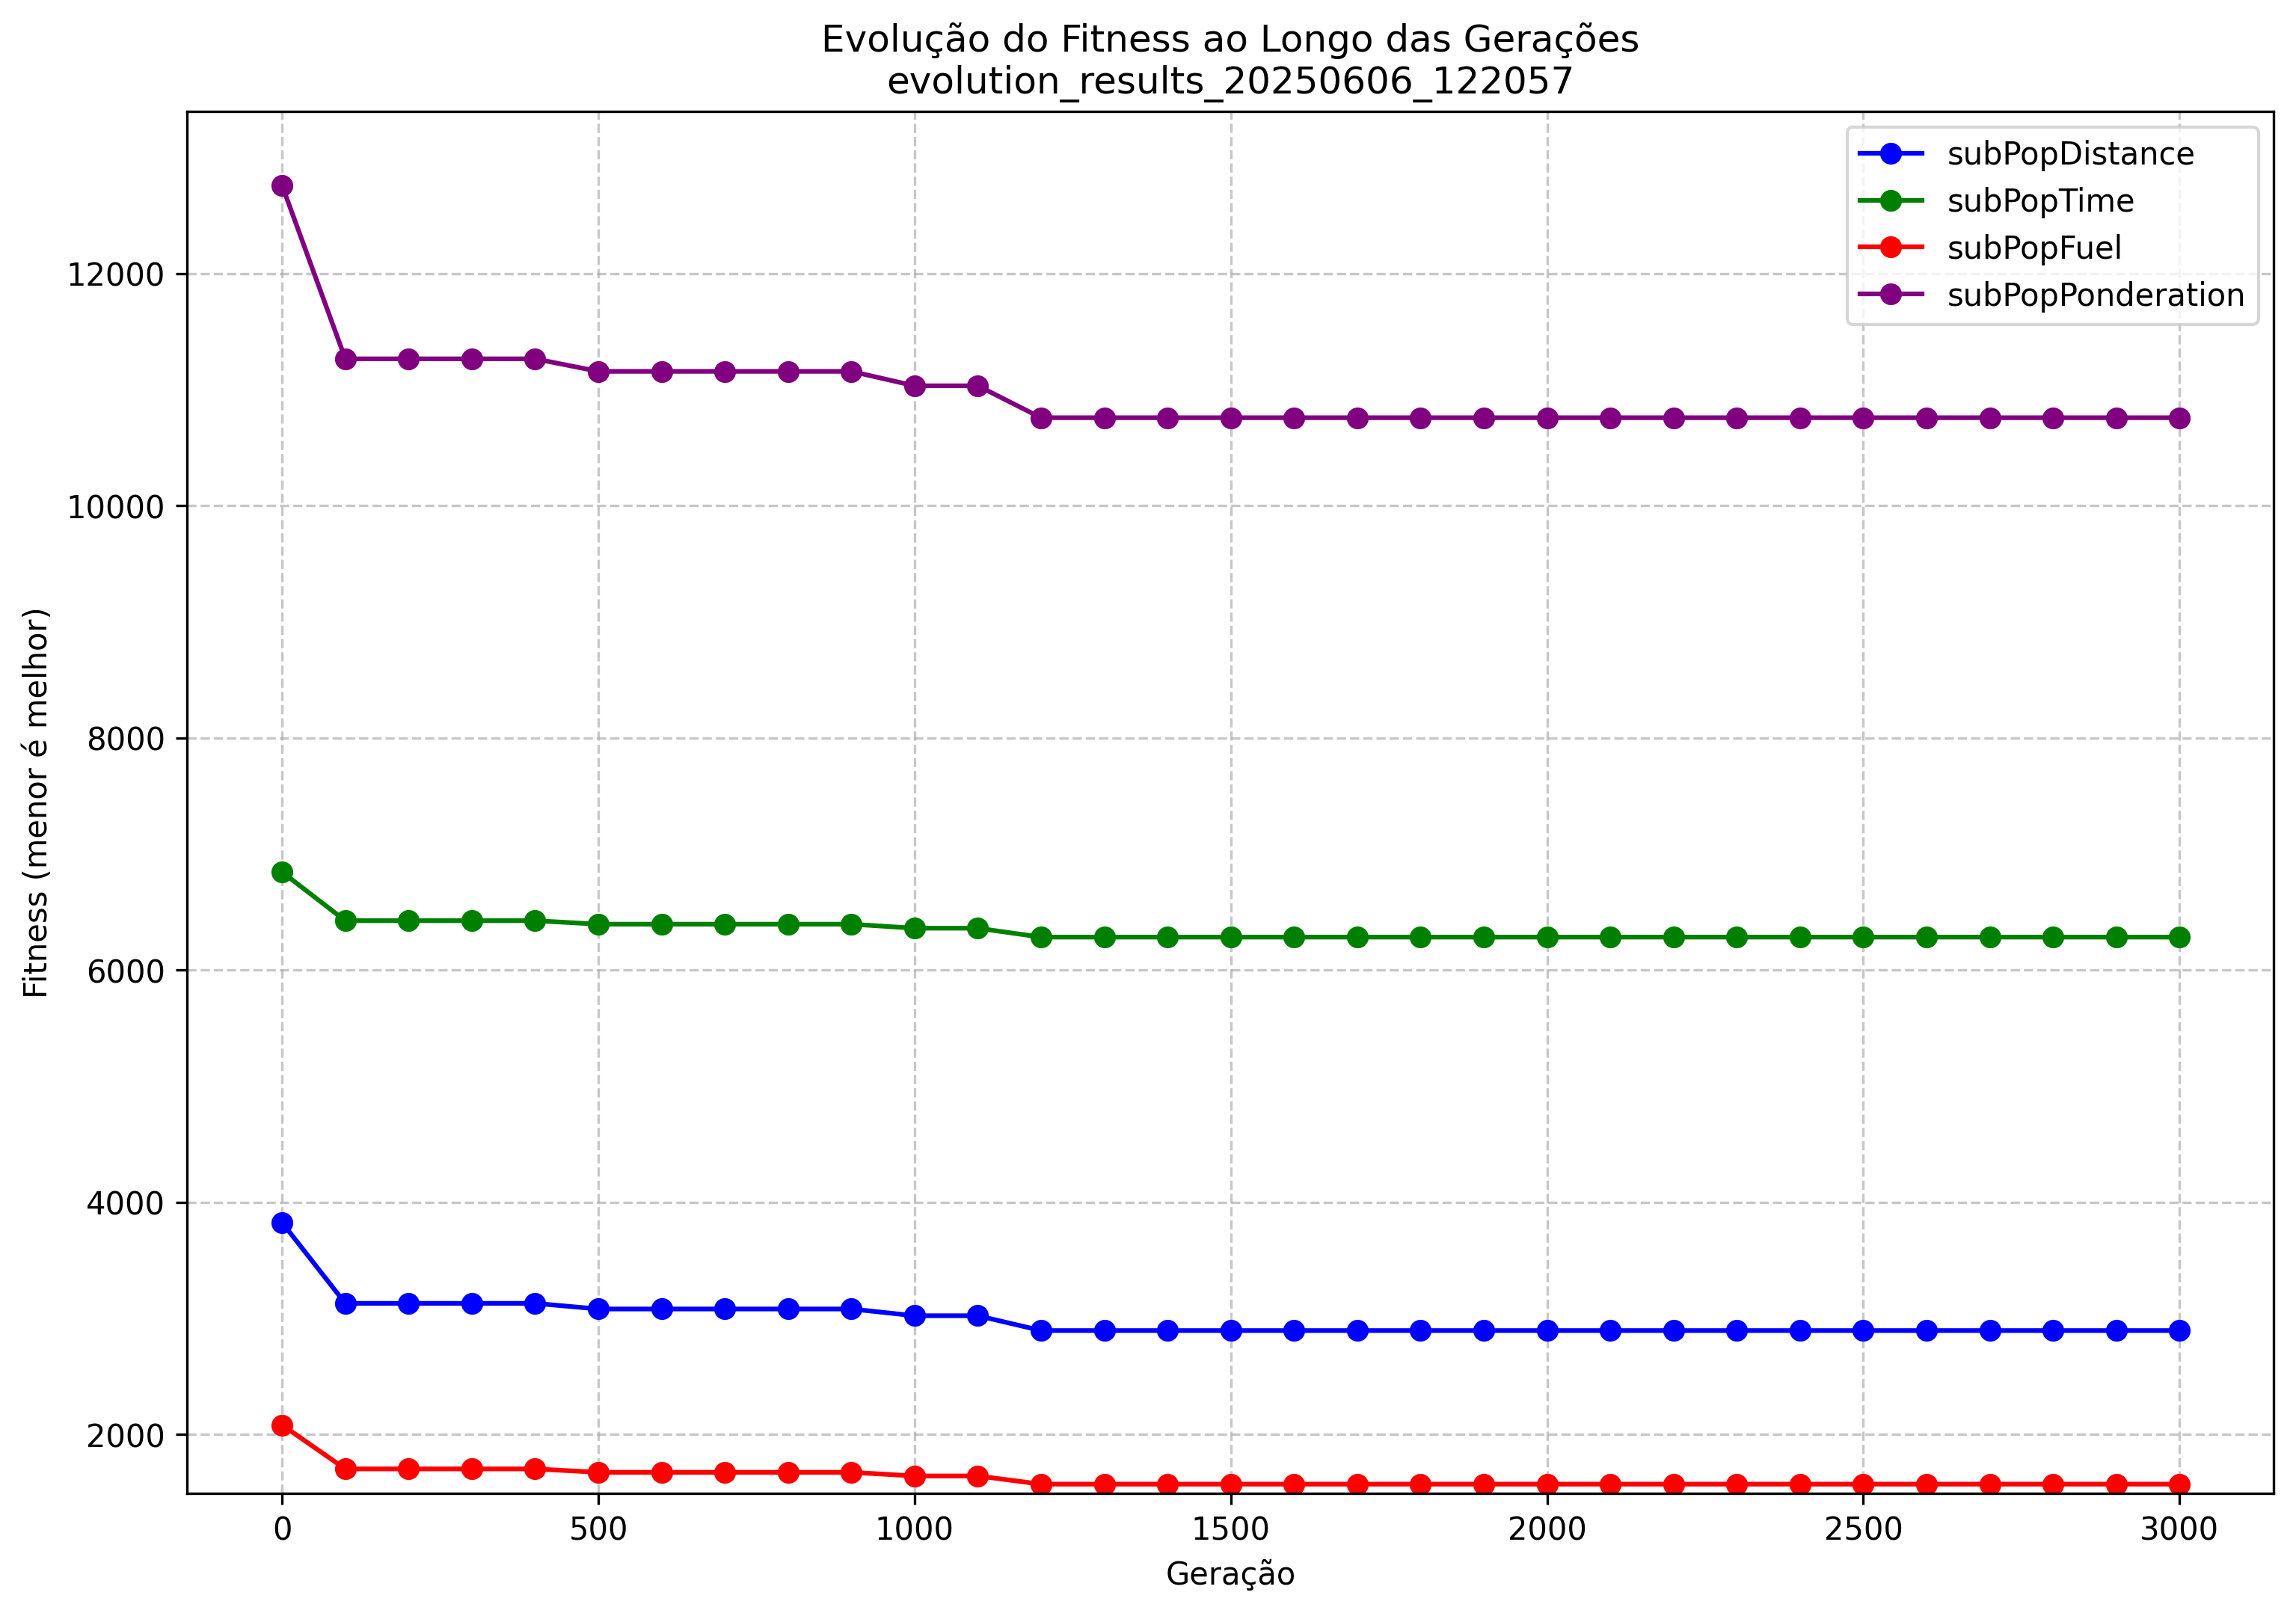 Evolução do Fitness ao Longo das Gerações
evolution_results_20250606_122057
subPopDistance
subPopTime
subPopFuel
subPopPonderation
12000
10000
8000
6000
4000
2000
Fitness (menor é melhor)
0
500
1000
1500
2000
2500
3000
Geração